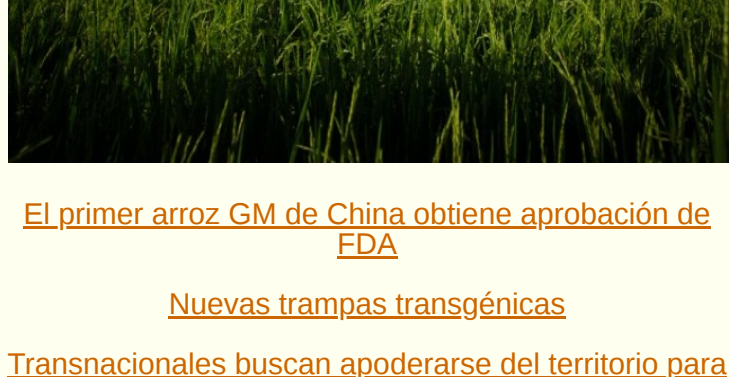 El primer arroz GM de China obtiene aprobación de
FDA
Nuevas trampas transgénicas
Transnacionales buscan apoderarse del territorio para